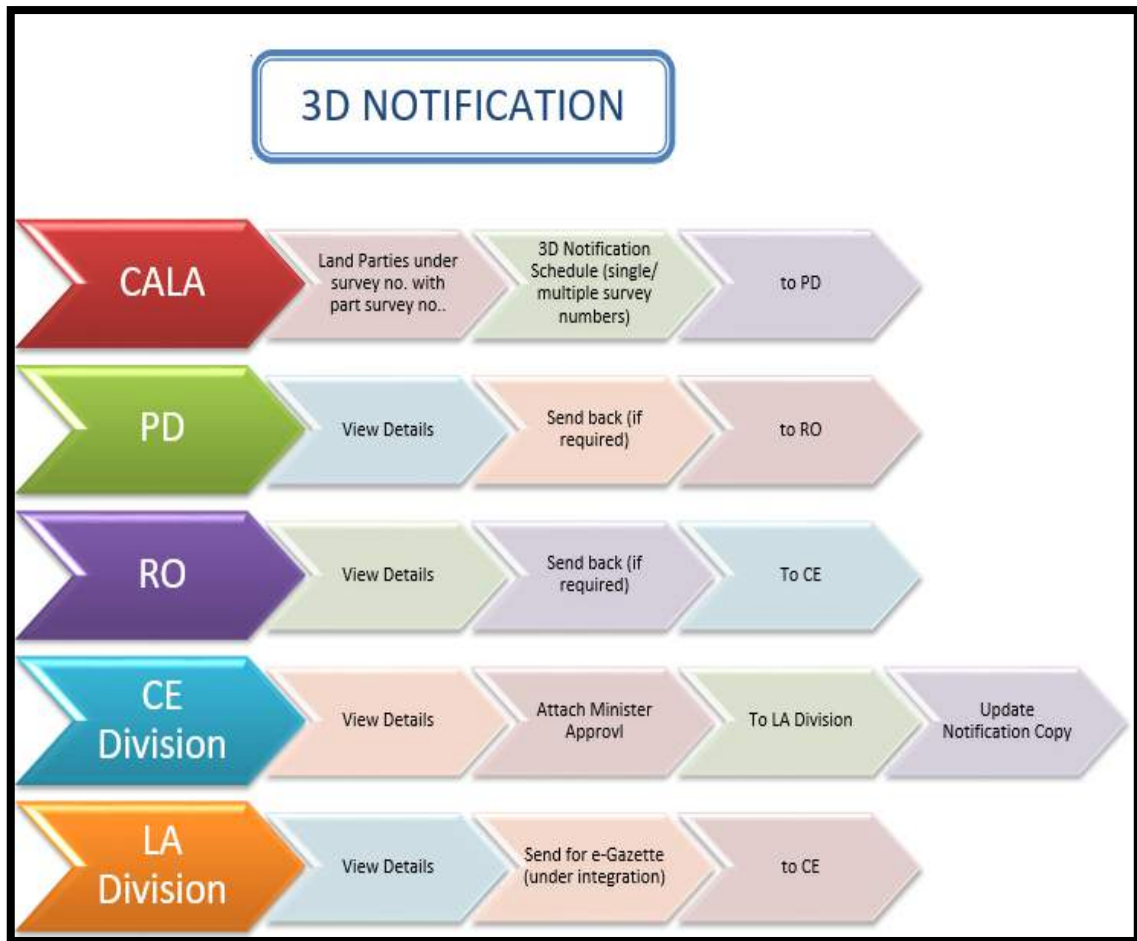 3D NOTIFICATION
CALA
Land Parties under
survey no. with
part survey no..
3D Notification
Schedule (single/
multiple survey
numbers)
to PD
PD
View Details
Send back (if
required)
to RO
RO
View Details
Send back (if
required)
To CE
CE
Division
View Details
Attach Minister
Approvl
To LA Division
Update
Notification Copy
LA
Division
View Details
Send for e-Gazette
(under integration)
to CE